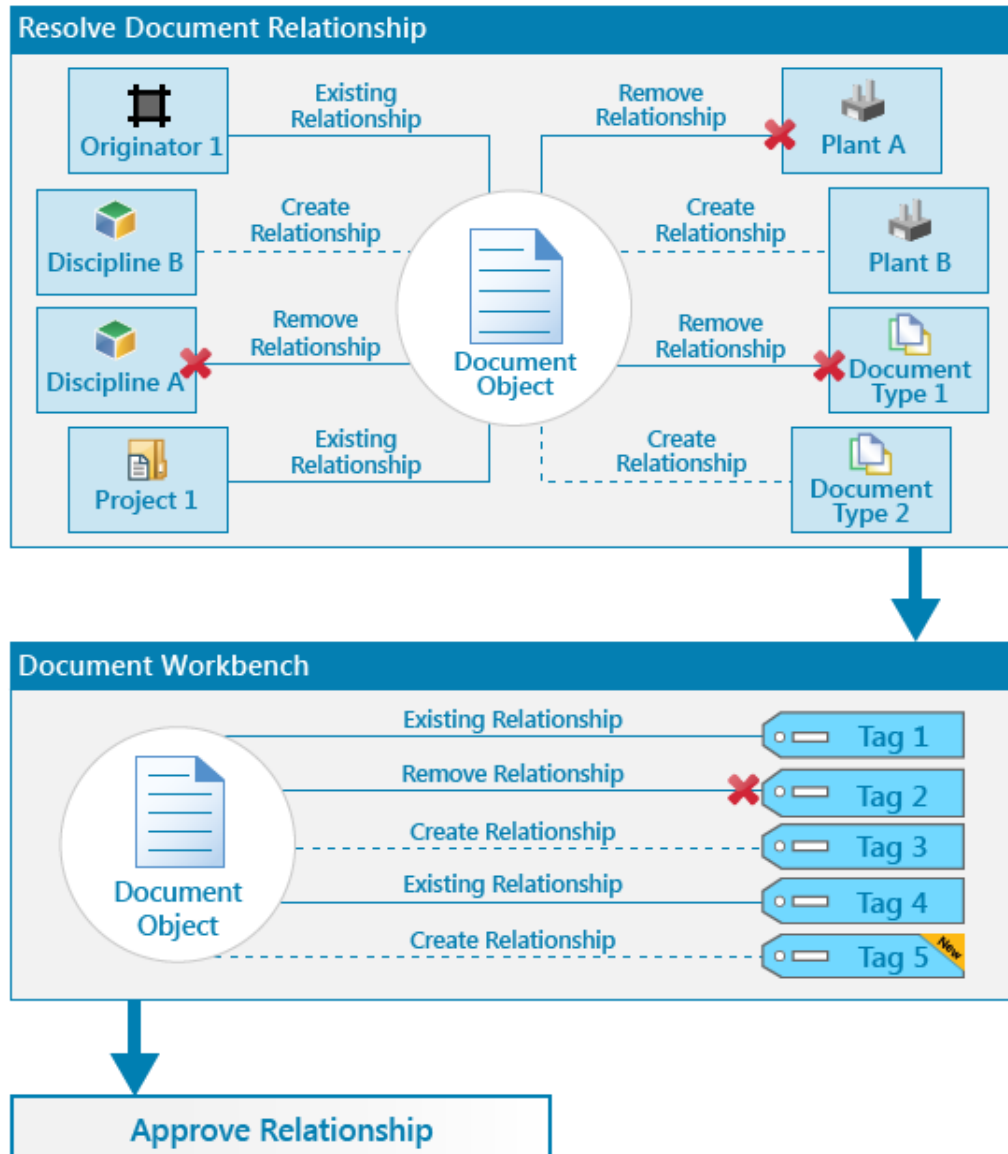 Resolve Document Relationship
Originator 1
Existing
Relationship
Remove
Relationship
Plant A
Discipline B
Create
Relationship
Create
Relationship
Plant B
Discipline A
Remove
Relationship
Document
Object
Remove
Relationship
Document
Type 1
Project 1
Existing
Relationship
Create
Relationship
Document
Type 2
Document Workbench
Document
Object
Existing Relationship
Tag 1
Remove Relationship
Tag 2
Create Relationship
Tag 3
Existing Relationship
Tag 4
Create Relationship
Tag 5
New
Approve Relationship